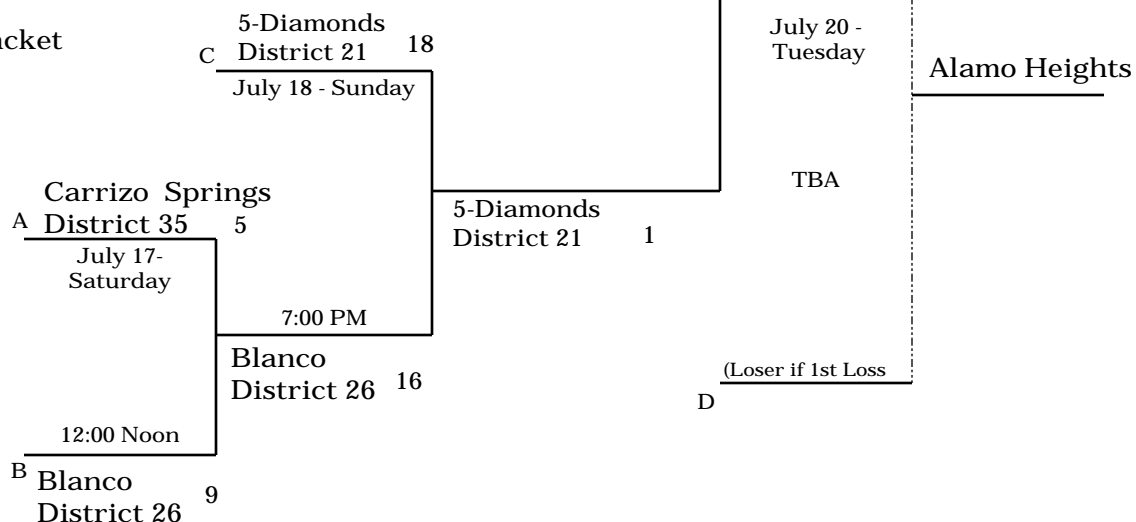 5-Diamonds
District 21 18
C
July 18 - Sunday
July 20 -
Tuesday
Alamo Heights
Carrizo Springs
A District 35 5
July 17-
Saturday
TBA
5-Diamonds
District 21 1
7:00 PM
Blanco
District 26 16
(Loser if 1st Loss
D
12:00 Noon
B Blanco
District 26 9